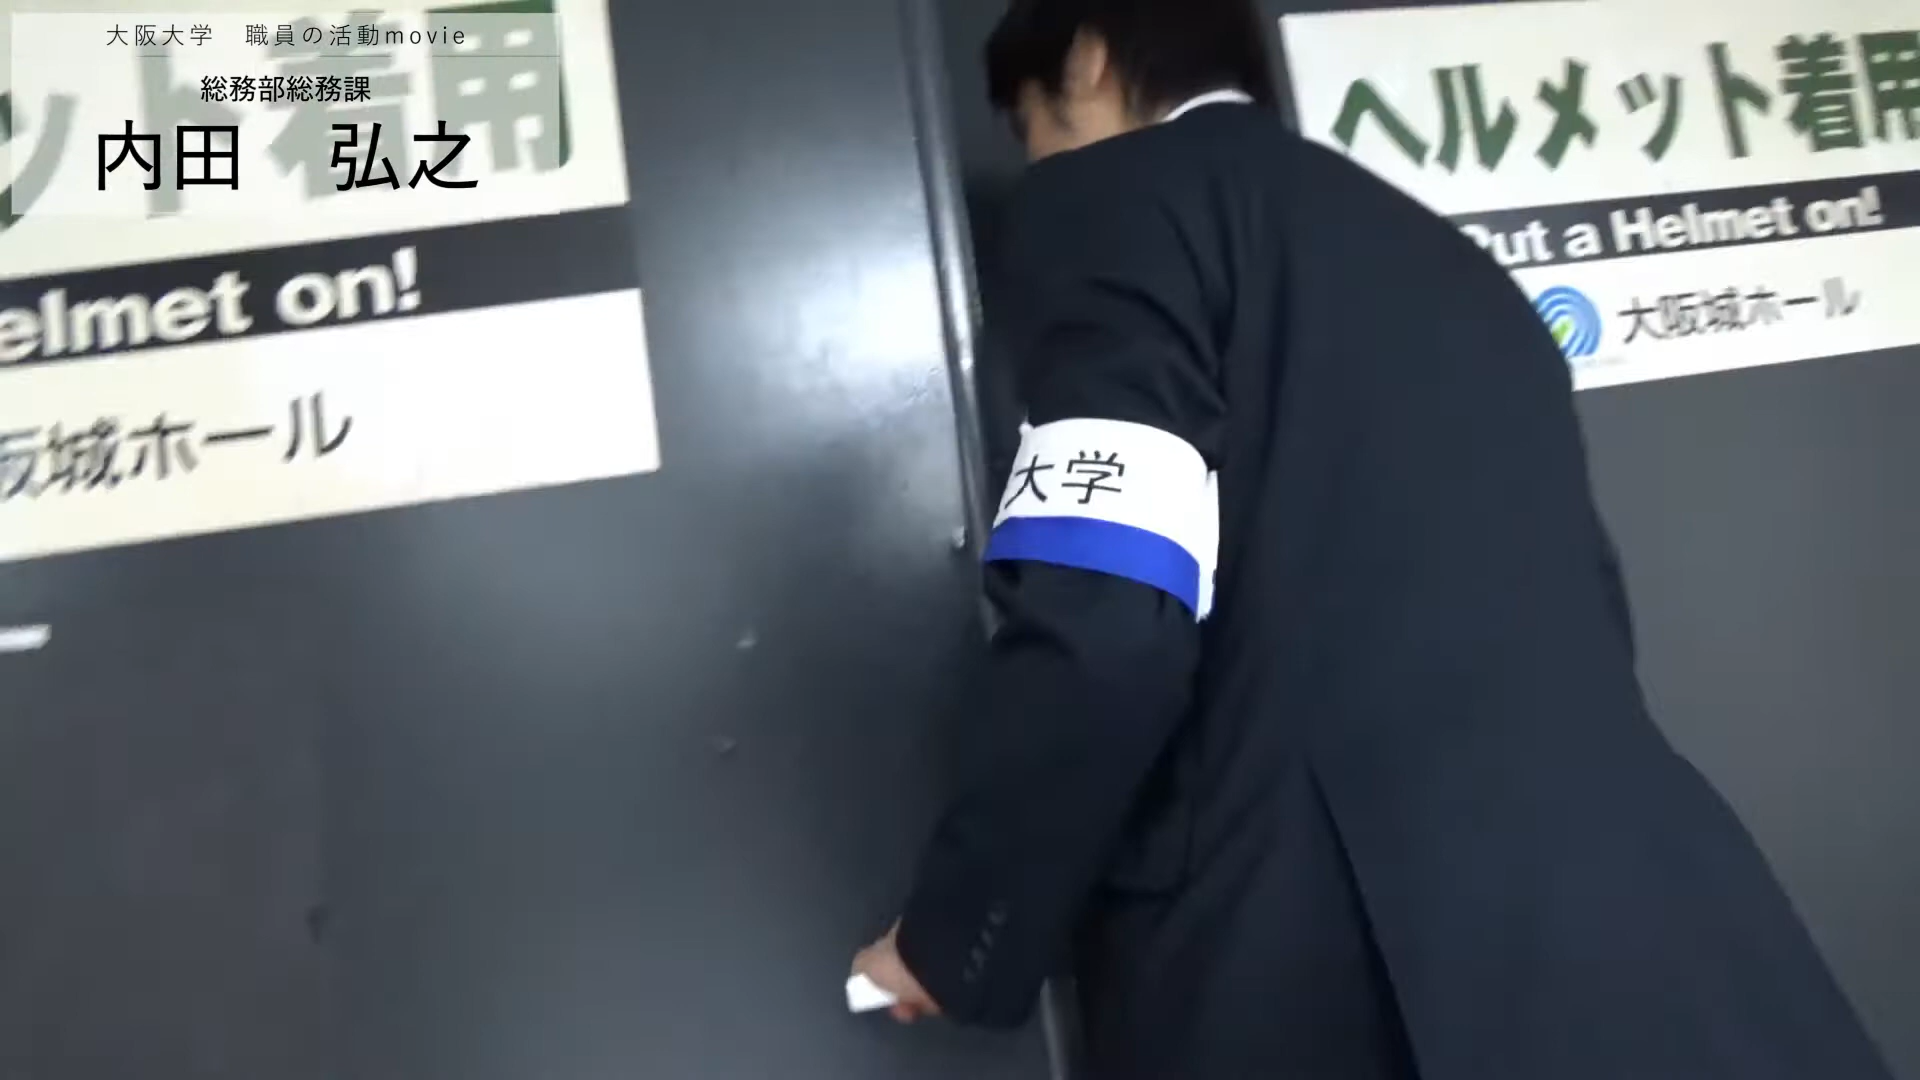 大阪大学　職員の活動movie
総務部総務課
内田　弘之
ット着用
elmet on!
阪城ホール
ヘルメット着用
Put a Helmet on!
大阪城ホール
大学